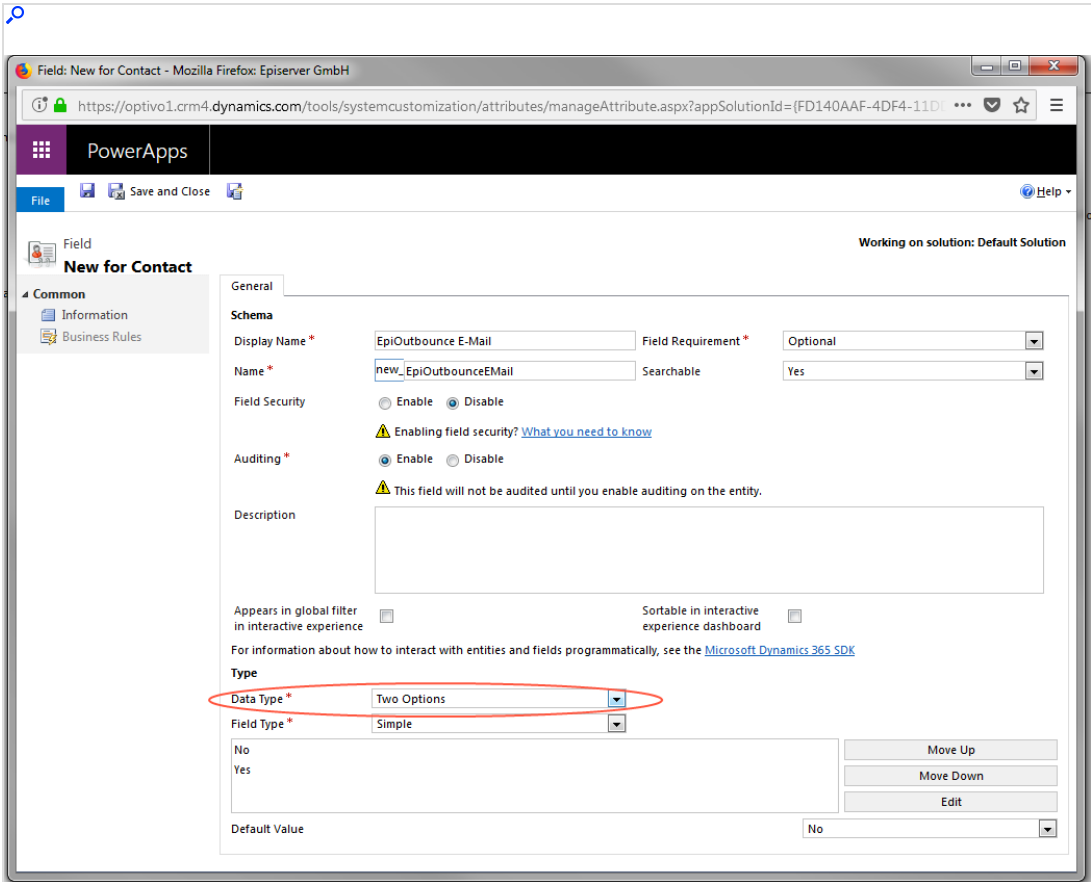 Field: New for Contact - Mozilla Firefox: Episerver GmbH
https://optivo1.crm4.dynamics.com/tools/systemcustomization/attributes/manageAttribute.aspx?appSolutionId={FD140AAF-4DF4-11D
PowerApps
File Save and Close Help
Field
New for Contact
Working on solution: Default Solution
Common
Information
Business Rules
General
Schema
Display Name * EpiOutbounce E-Mail Field Requirement * Optional
Name * new_ EpiOutbounceEMail Searchable Yes
Field Security Enable Disable
Enabling field security? What you need to know
Auditing * Enable Disable
This field will not be audited until you enable auditing on the entity.
Description
Appears in global filter
in interactive experience
Sortable in interactive
experience dashboard
For information about how to interact with entities and fields programmatically, see the Microsoft Dynamics 365 SDK
Type
Data Type * Two Options
Field Type * Simple
No
Yes
Move Up
Move Down
Edit
Default Value No